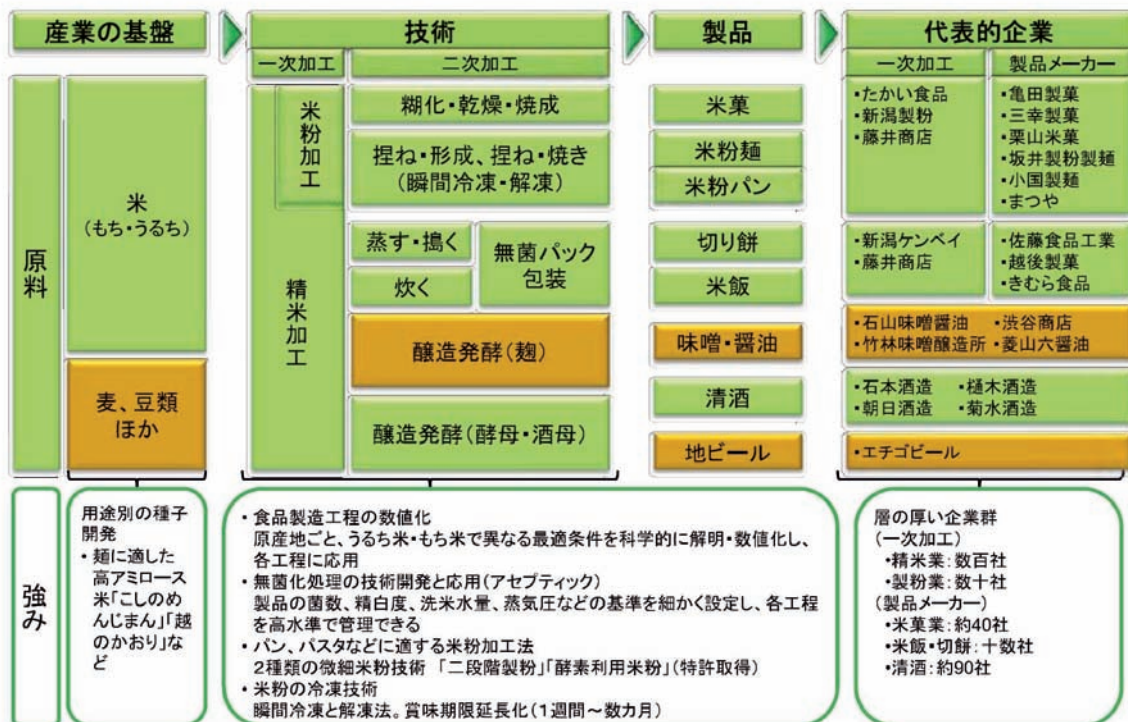 産業の基盤
技術
製品
代表的企業
一次加工
二次加工
一次加工
製品メーカー
原料
米
(もち・うるち)
麦、豆類
ほか
米粉加工
精米加工
糊化・乾燥・焼成
捏ね・形成、捏ね・焼き
(瞬間冷凍・解凍)
蒸す・搗く
炊く
無菌パック
包装
醸造発酵(麹)
醸造発酵(酵母・酒母)
米菓
米粉麺
米粉パン
切り餅
米飯
味噌・醤油
清酒
地ビール
・たかい食品
・新潟製粉
・藤井商店
・亀田製菓
・三幸製菓
・栗山米菓
・坂井製粉製麺
・小国製麺
・まつや
・新潟ケンベイ
・藤井商店
・佐藤食品工業
・越後製菓
・きむら食品
・石山味噌醤油 ・渋谷商店
・竹林味噌醸造所 ・菱山六醤油
・石本酒造 ・樋木酒造
・朝日酒造 ・菊水酒造
・エチゴビール
強み
用途別の種子
開発
・麺に適した
高アミロース
米「こしのめ
んじまん」「越
のかおり」な
ど
・食品製造工程の数値化
原産地ごと、うるち米・もち米で異なる最適条件を科学的に解明・数値化し、
各工程に応用
・無菌化処理の技術開発と応用(アセプティック)
製品の菌数、精白度、洗米水量、蒸気圧などの基準を細かく設定し、各工程
を高水準で管理できる
・パン、パスタなどに適する米粉加工法
2種類の微細米粉技術 「二段階製粉」「酵素利用米粉」(特許取得)
・米粉の冷凍技術
瞬間冷凍と解凍法。賞味期限延長化(1週間~数カ月)
層の厚い企業群
(一次加工)
・精米業:数百社
・製粉業:数十社
(製品メーカー)
・米菓業:約40社
・米飯・切餅:十数社
・清酒:約90社